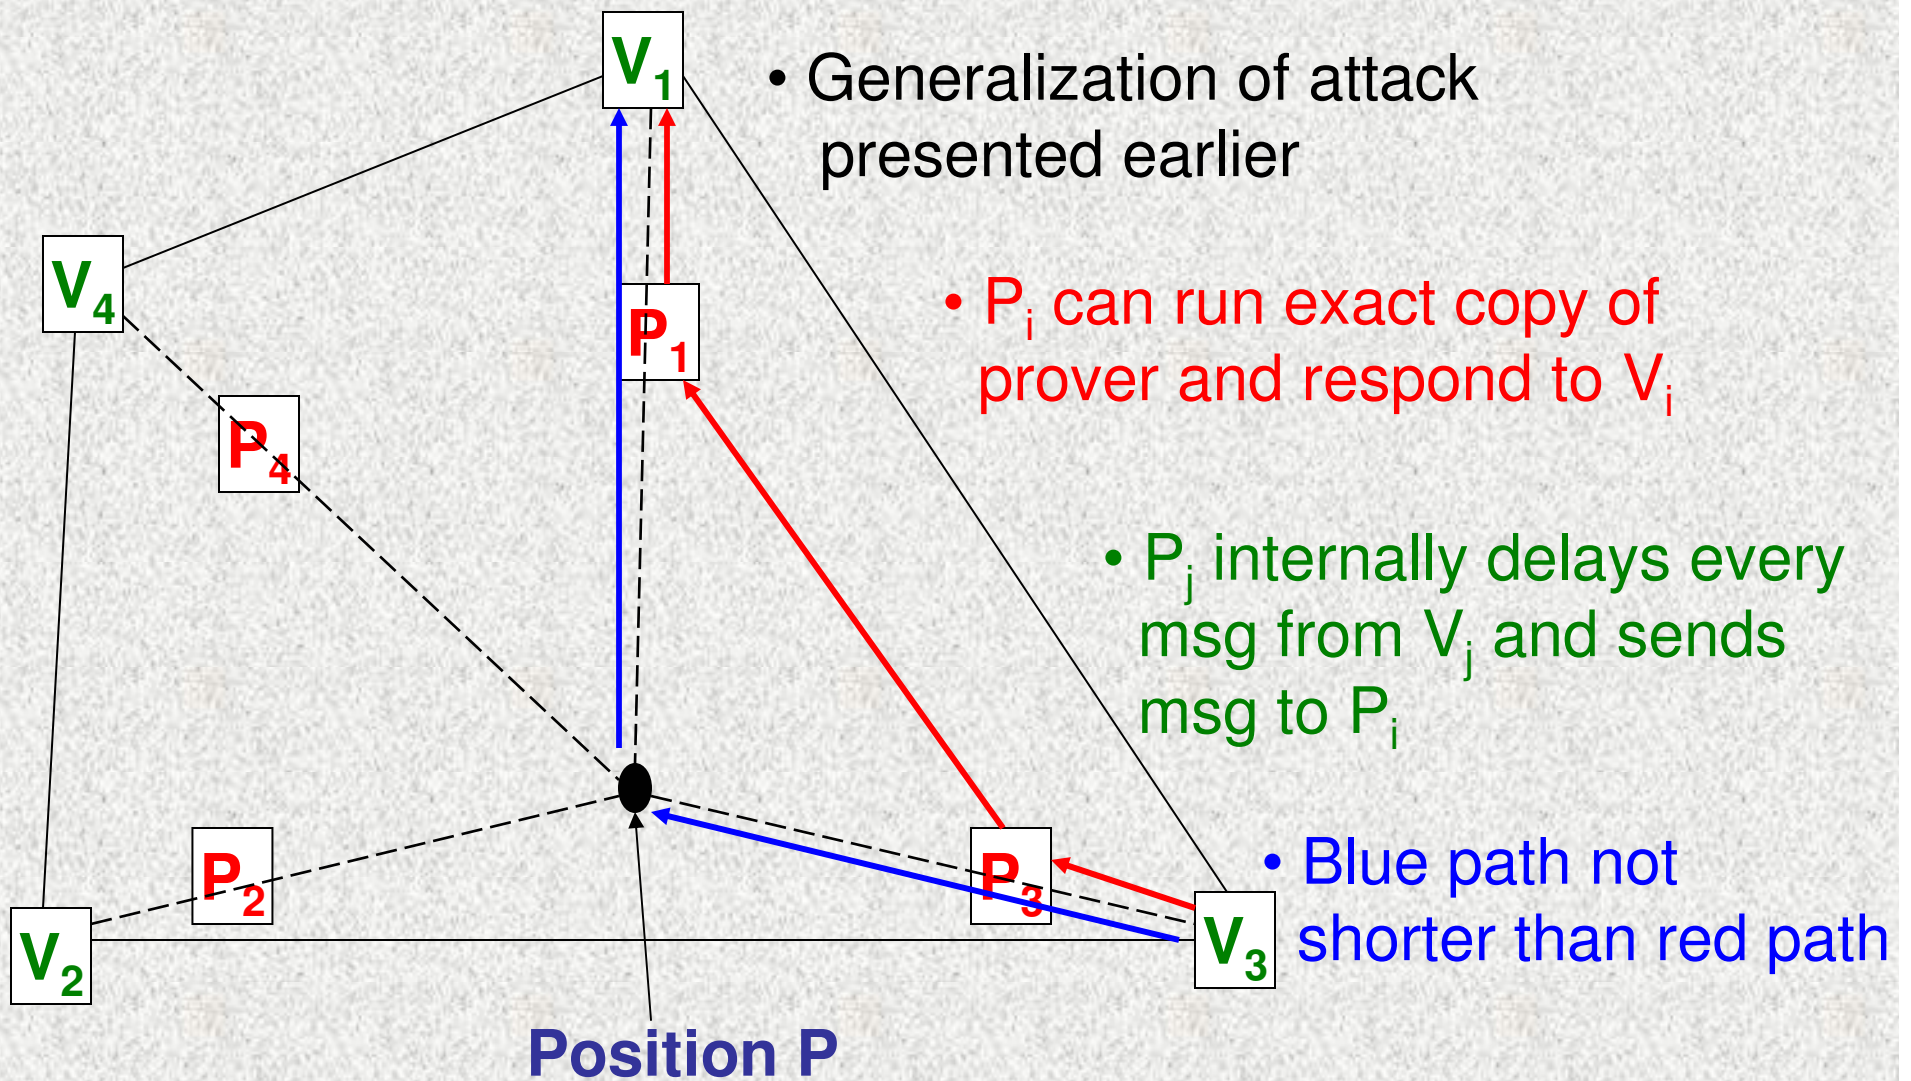 V₁
• Generalization of attack
presented earlier
V₄
• Pᵢ can run exact copy of
prover and respond to Vᵢ
P₁
P₄
• Pⱼ internally delays every
msg from Vⱼ and sends
msg to Pᵢ
P₂
P₃
• Blue path not
shorter than red path
V₂
V₃
Position P